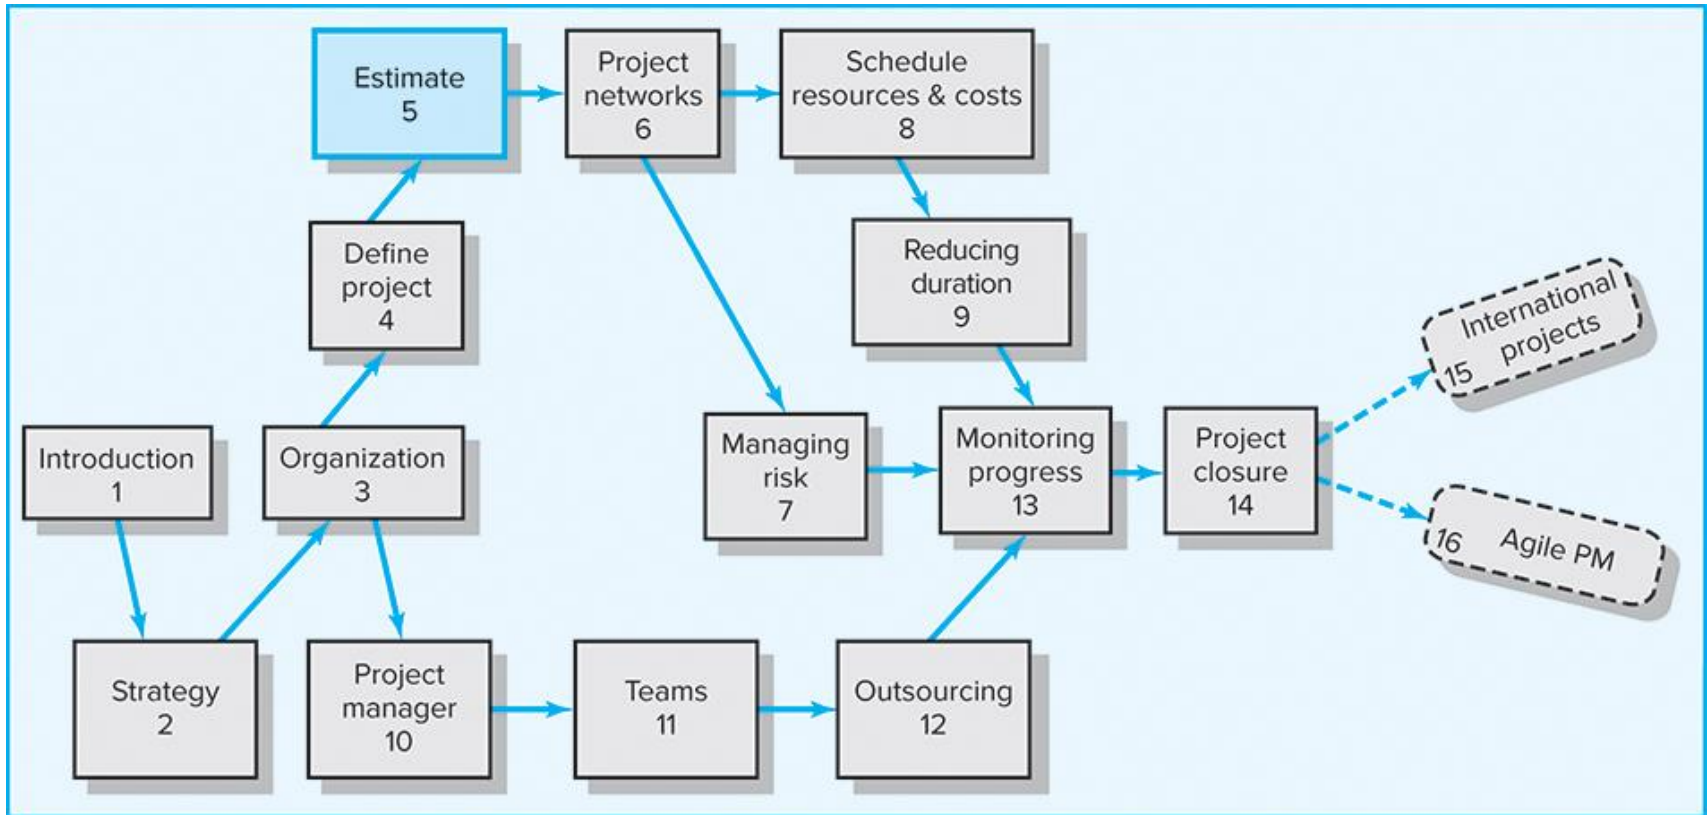 Estimate
5
Project
networks
6
Schedule
resources & costs
8
Define
project
4
Reducing
duration
9
International
projects
15
Introduction
1
Organization
3
Managing
risk
7
Monitoring
progress
13
Project
closure
14
16 Agile PM
Strategy
2
Project
manager
10
Teams
11
Outsourcing
12